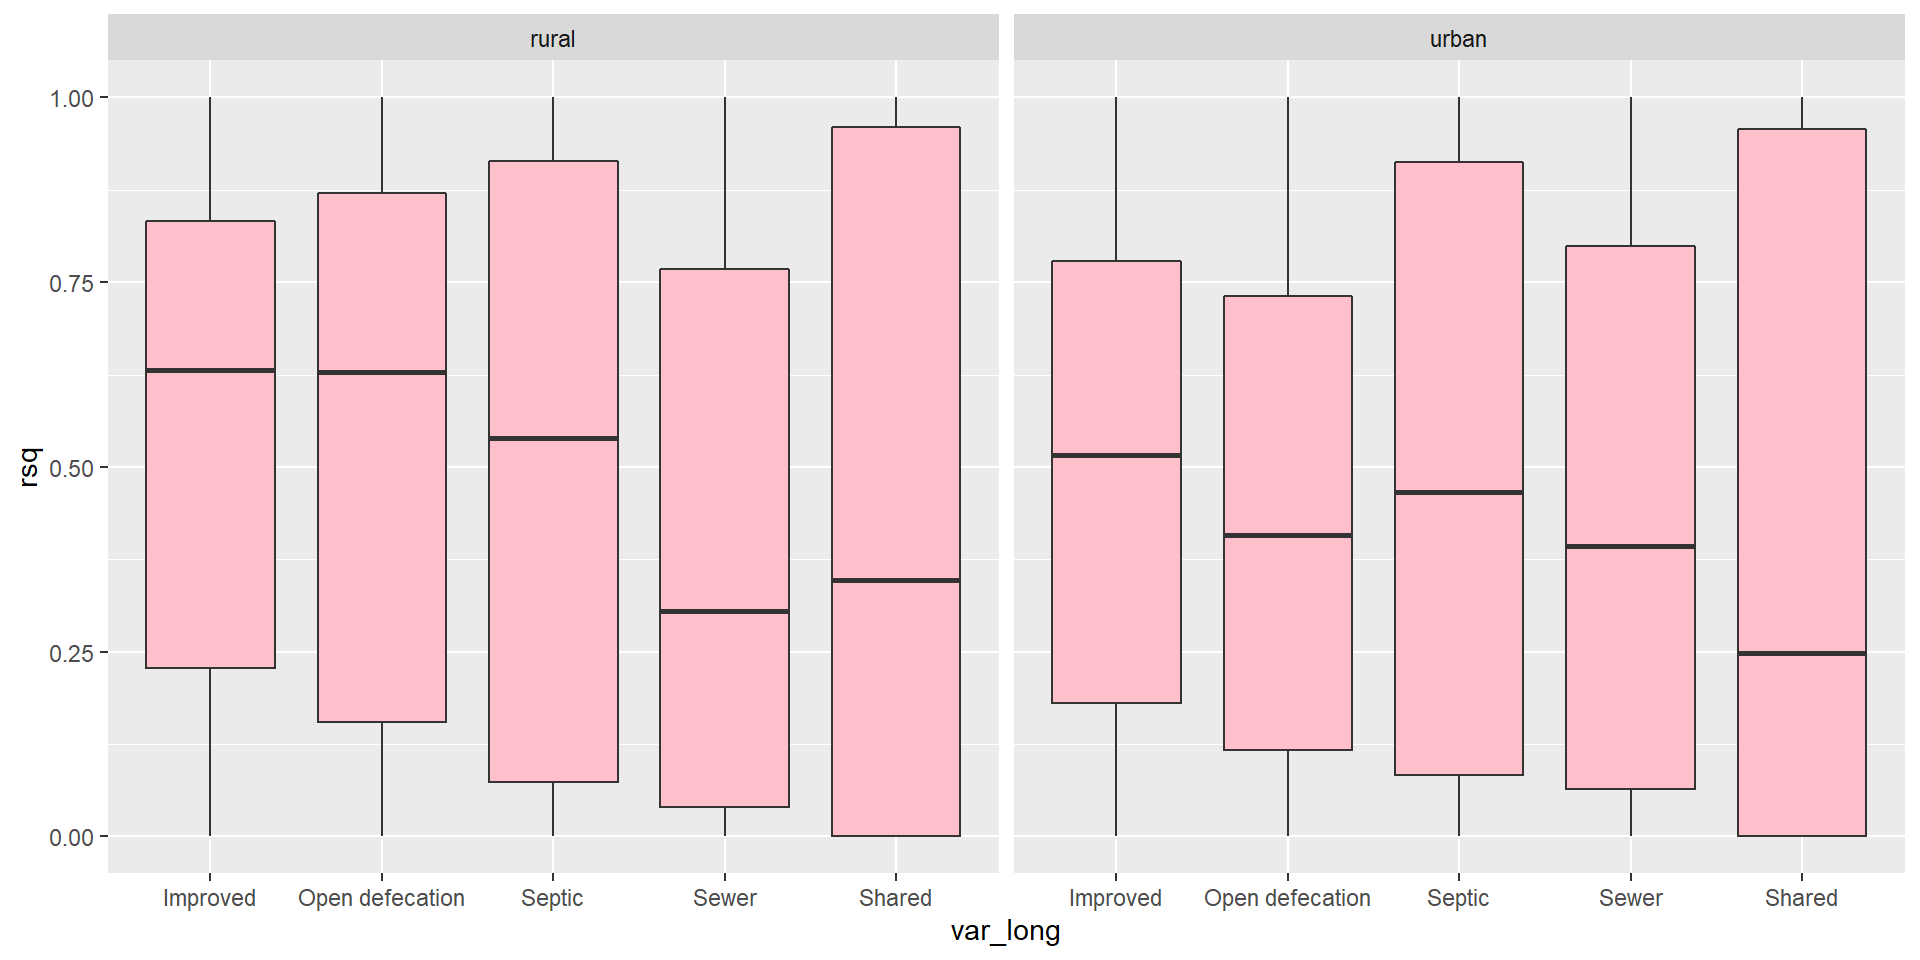 rural
urban
1.00
0.75
0.50
0.25
0.00
rsq
Improved Open defecation Septic Sewer Shared
Improved Open defecation Septic Sewer Shared
var_long